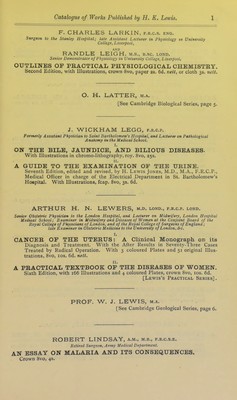 Catalogue of Works Published by H. K. Lewis. 1
F. CHARLES LARKIN, F.R.C.S. ENG.
Surgeon to the Stanley Hospital; late Assistant Lecturer in Physiology in University
College, Liverpool,
AND
RANDLE LEIGH, M.B., B.SC. LOND.
Senior Demonstrator of Physiology in University College, Liverpool.
OUTLINES OF PRACTICAL PHYSIOLOGICAL CHEMISTRY.
Second Edition, with Illustrations, crown 8vo, paper 2s. 6d. nett, or cloth 3s. nett.
O. H. LATTER, M.A.
[See Cambridge Biological Series, page 5.
J. WICKHAM LEGG, F.R.C.P.
Formerly Assistant Physician to Saint Bartholomew's Hospital, and Lecturer on Pathological
Anatomy in the Medical School.
I.
ON THE BILE, JAUNDICE, AND BILIOUS DISEASES.
With Illustrations in chromo-lithography, roy. 8vo, 25s.
II.
A GUIDE TO THE EXAMINATION OF THE URINE.
Seventh Edition, edited and revised, by H. Lewis Jones, M.D., M.A., F.R.C.P.,
Medical Officer in charge of the Electrical Department in St. Bartholomew's
Hospital. With Illustrations, fcap. 8vo, 3s. 6d.
ARTHUR H. N. LEWERS, M.D. LOND., F.R.C.P. LOND.
Senior Obstetric Physician to the London Hospital, and Lecturer on Midwifery, London Hospital
Medical School; Examiner in Midwifery and Diseases of Women at the Conjoint Board of the
Royal College of Physicians of London, and of the Royal College of Surgeons of England;
late Examiner in Obstetric Medicine to the University of London, &c.
I.
CANCER OF THE UTERUS: A Clinical Monograph on its
Diagnosis and Treatment. With the After Results in Seventy-Three Cases
Treated by Radical Operation. With 3 coloured Plates and 51 original Illus-
trations, 8vo, 10s. 6d. nett.
II.
A PRACTICAL TEXTBOOK OF THE DISEASES OF WOMEN.
Sixth Edition, with 166 Illustrations and 4 coloured Plates, crown 8vo, 10s. 6d.
[LEWIS'S PRACTICAL SERIES].
PROF. W. J. LEWIS, M.A.
[See Cambridge Geological Series, page 6.
ROBERT LINDSAY, A.M., M.B., F.R.C.S.E.
Retired Surgeon, Army Medical Department.
AN ESSAY ON MALARIA AND ITS CONSEQUENCES.
Crown 8vo, 4s.